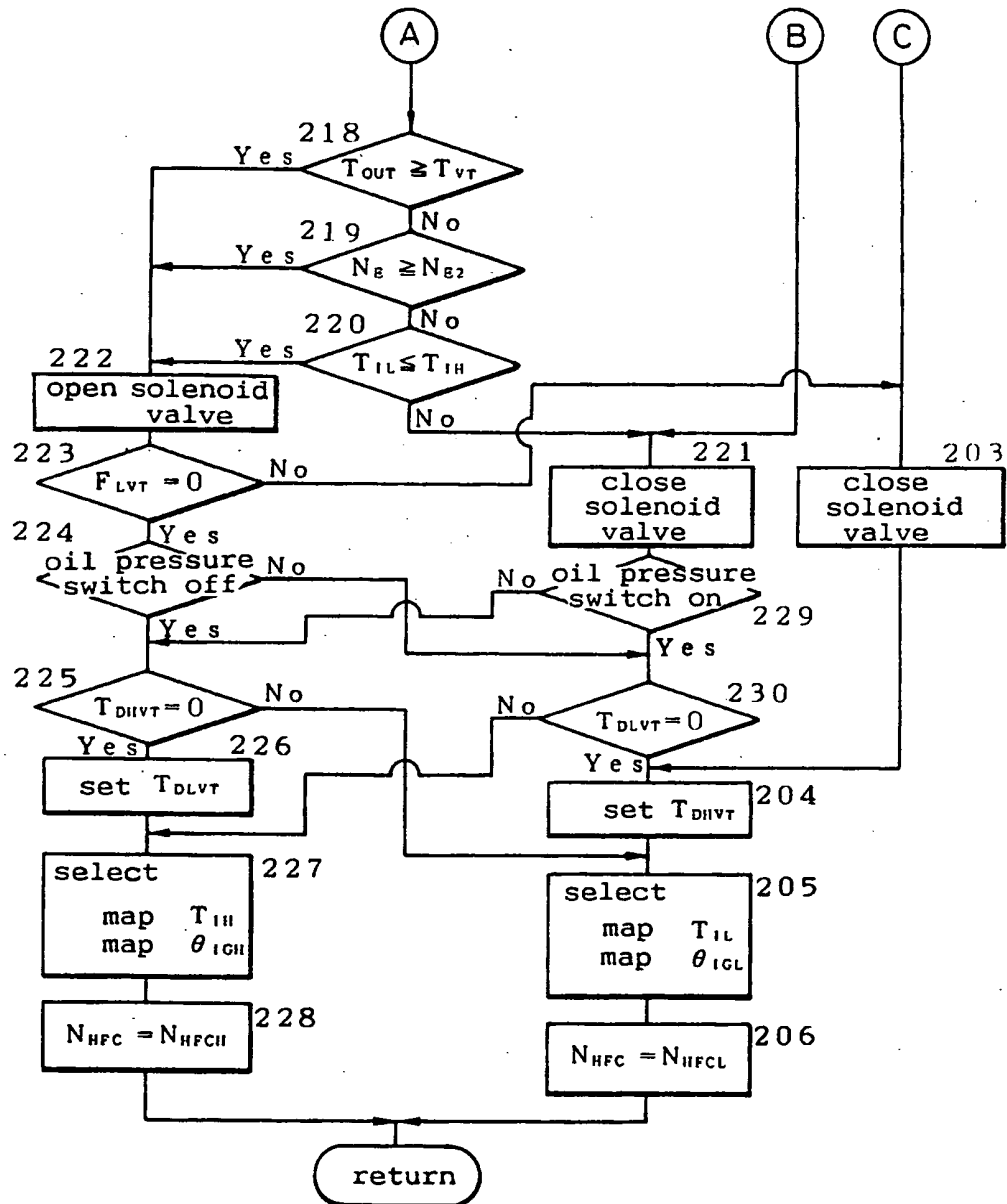 A
B
C
218
Yes
T_OUT ≧ T_VT
No
219
Yes
N_E ≧ N_E2
No
220
Yes
T_IL ≦ T_IH
No
222
open solenoid
valve
221
close
solenoid
valve
203
close
solenoid
valve
223
F_LVT = 0
No
Yes
224
oil pressure
switch off
No
Yes
No
oil pressure
switch on
229
Yes
225
T_DHVT = 0
No
Yes
230
No
T_DLVT = 0
Yes
226
set T_DLVT
204
set T_DHVT
227
select
map T_IH
map θ_IGH
205
select
map T_IL
map θ_IGL
228
N_HFC = N_HFCH
206
N_HFC = N_HFCL
return